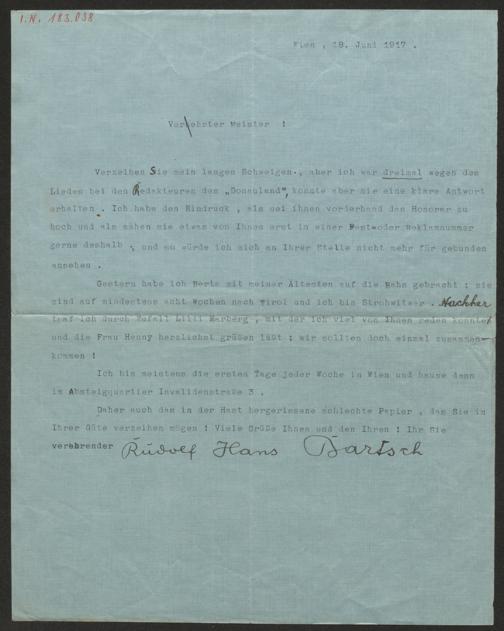 I.N. 183.038
Wien , 18. Juni 1917 .
Verehrter Meister !
Verzeihen Sie mein langes Schweigen., aber ich war dreimal wegen des
Liedes bei den Redakteuren des „Donauland", konnte aber nie eine klare Antwort
erhalten . Ich habe den Eindruck , als sei ihnen vorderhand das Honorar zu
hoch und als sähen sie etwas von Ihnen erst in einer Fest=oder Reklamnummer
gerne deshalb , und so würde ich mich an Ihrer Stelle nicht mehr für gebunden
ansehen .
Gestern habe ich Berta mit meiner Ältesten auf die Bahn gebracht : sie
sind auf mindestens acht Wochen nach Tirol und ich bin Strohwitwer . Nachher
traf ich durch Zufall Lilli Marberg , mit der ich viel von Ihnen reden konnte,
und die Frau Henny herzlichst grüßen läßt : wir sollten doch einmal zusammen-
kommen !
Ich bin meistens die ersten Tage jeder Woche in Wien und hause dann
im Absteigquartier Invalidenstraße 3 .
Daher auch das in der Hast hergerissene schlechte Papier , das Sie in
Ihrer Güte verzeihen mögen ! Viele Grüße Ihnen und den Ihren ! Ihr Sie
verehrender Rudolf Hans Bartsch